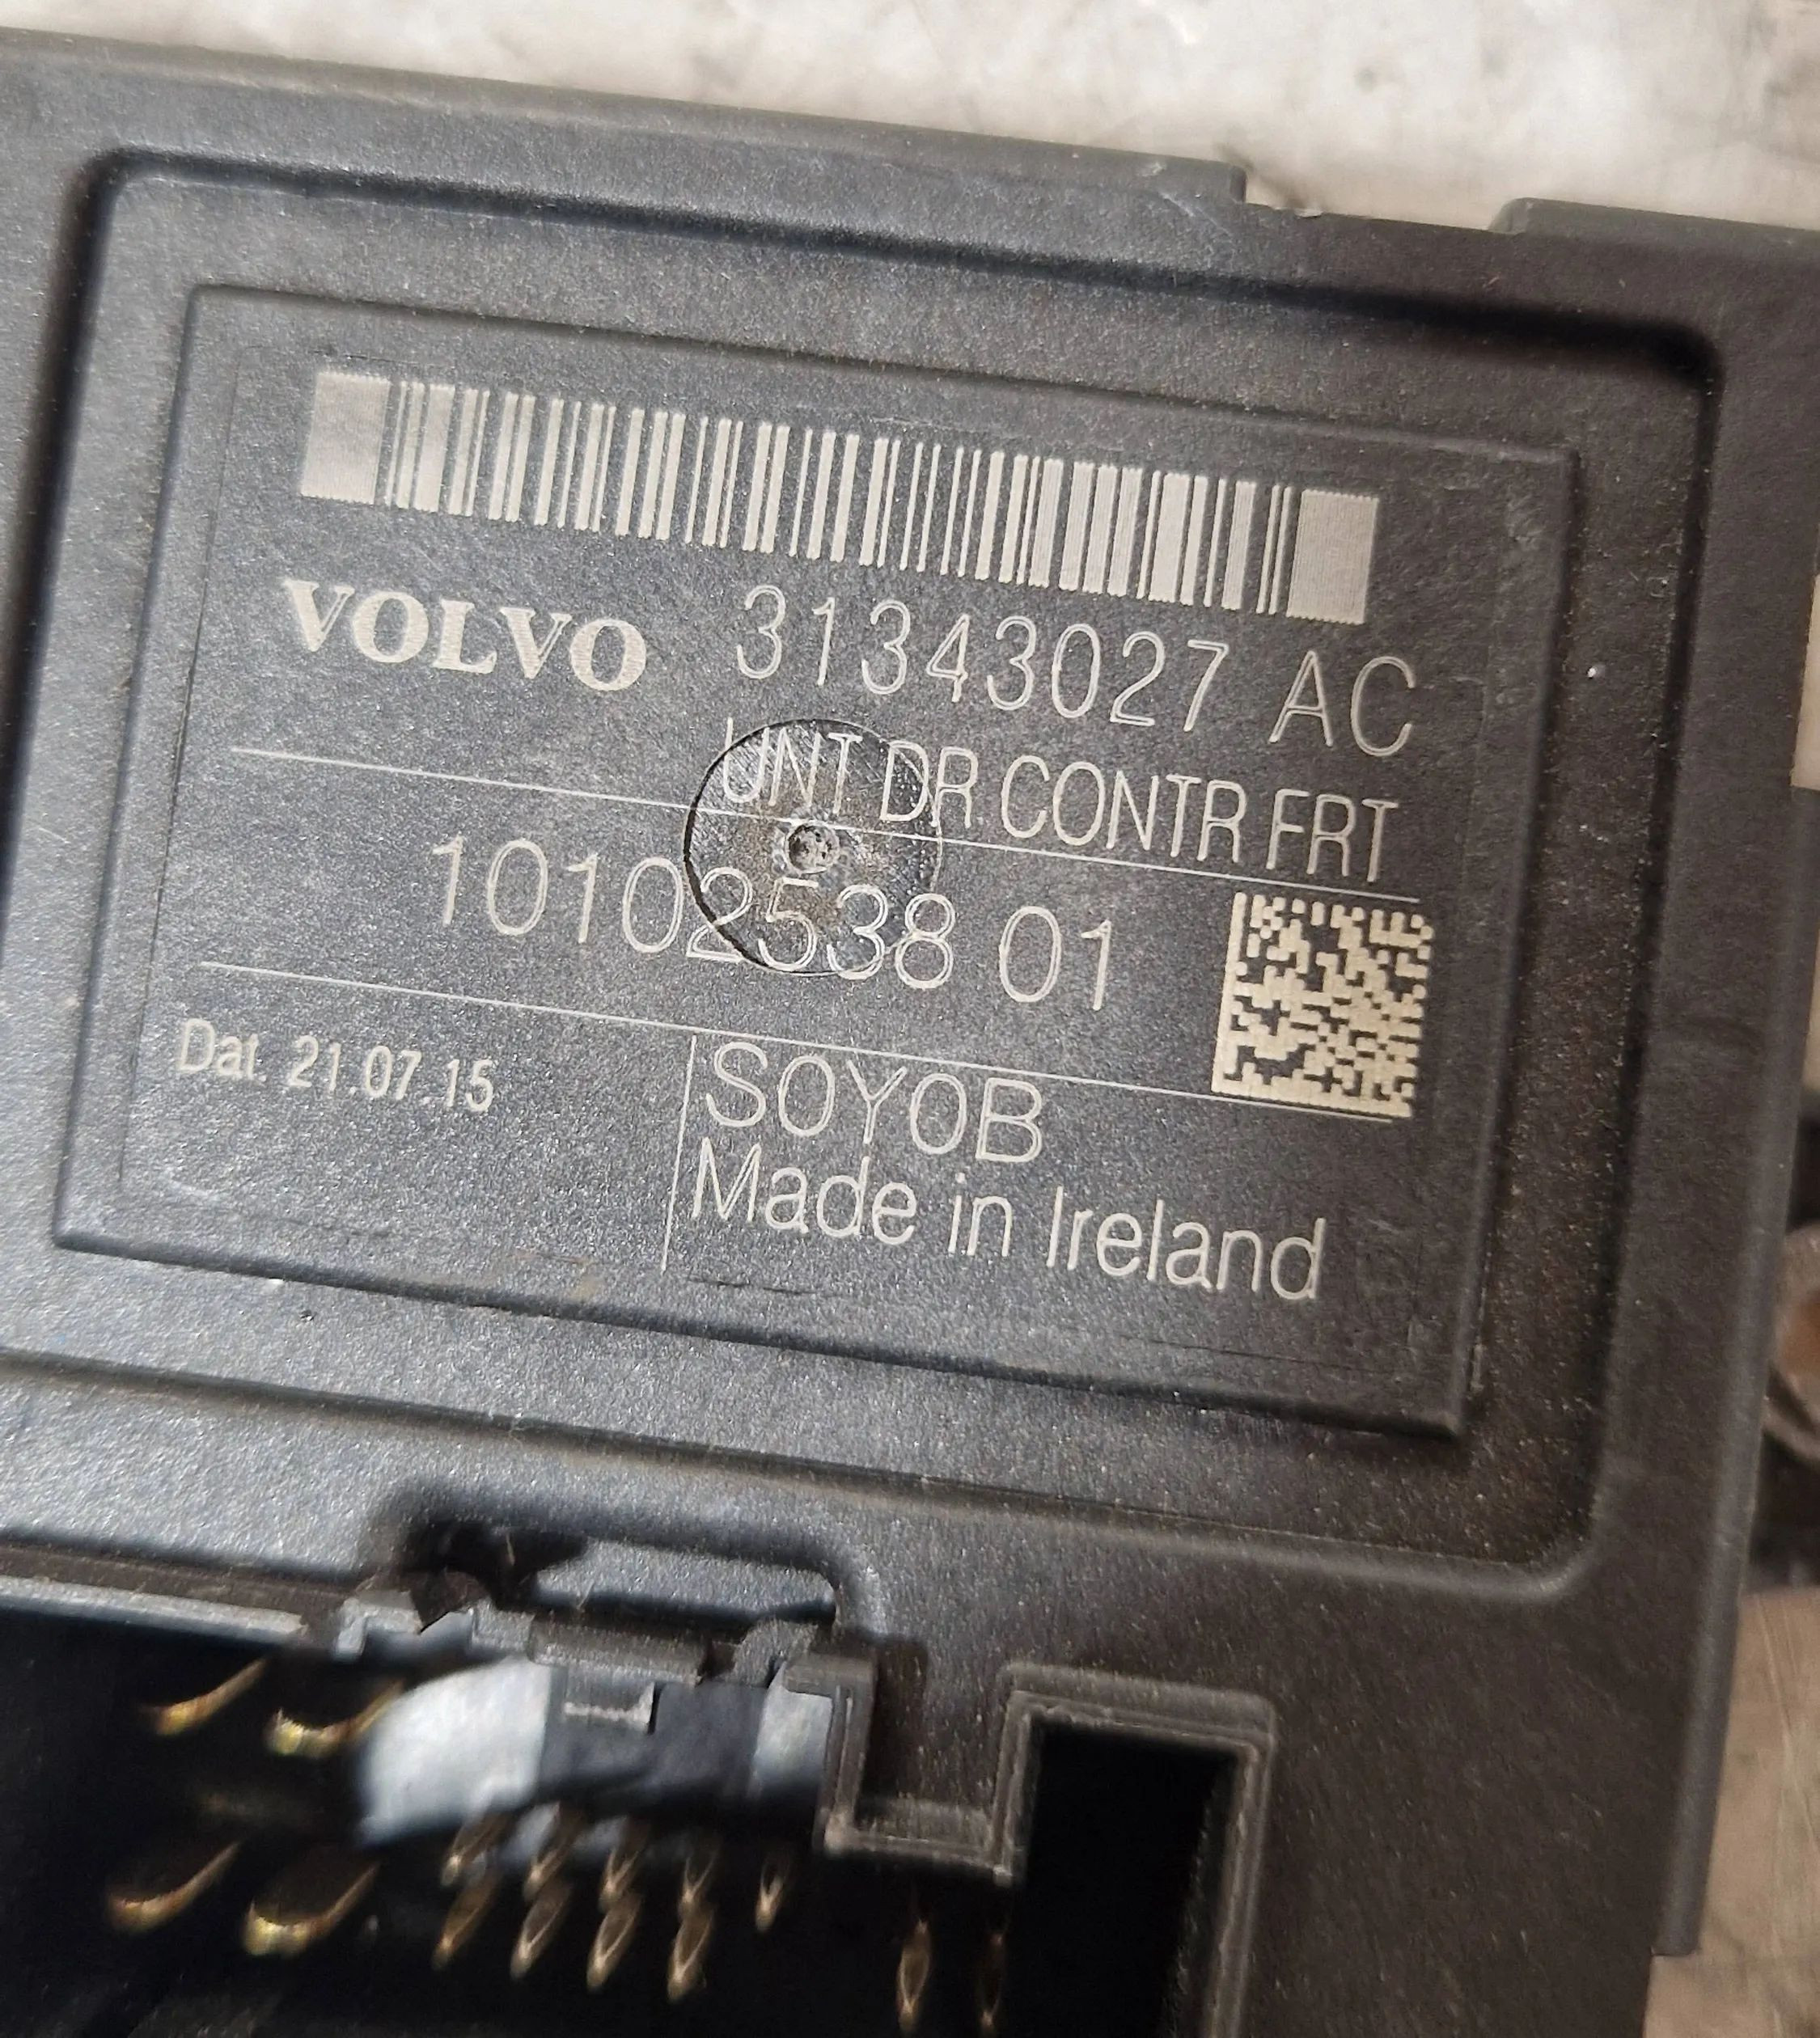 VOLVO 31343027 AC
UNT DR CONTR FRT
10102538 01
Dat. 21.07.15
S0Y0B
Made in Ireland